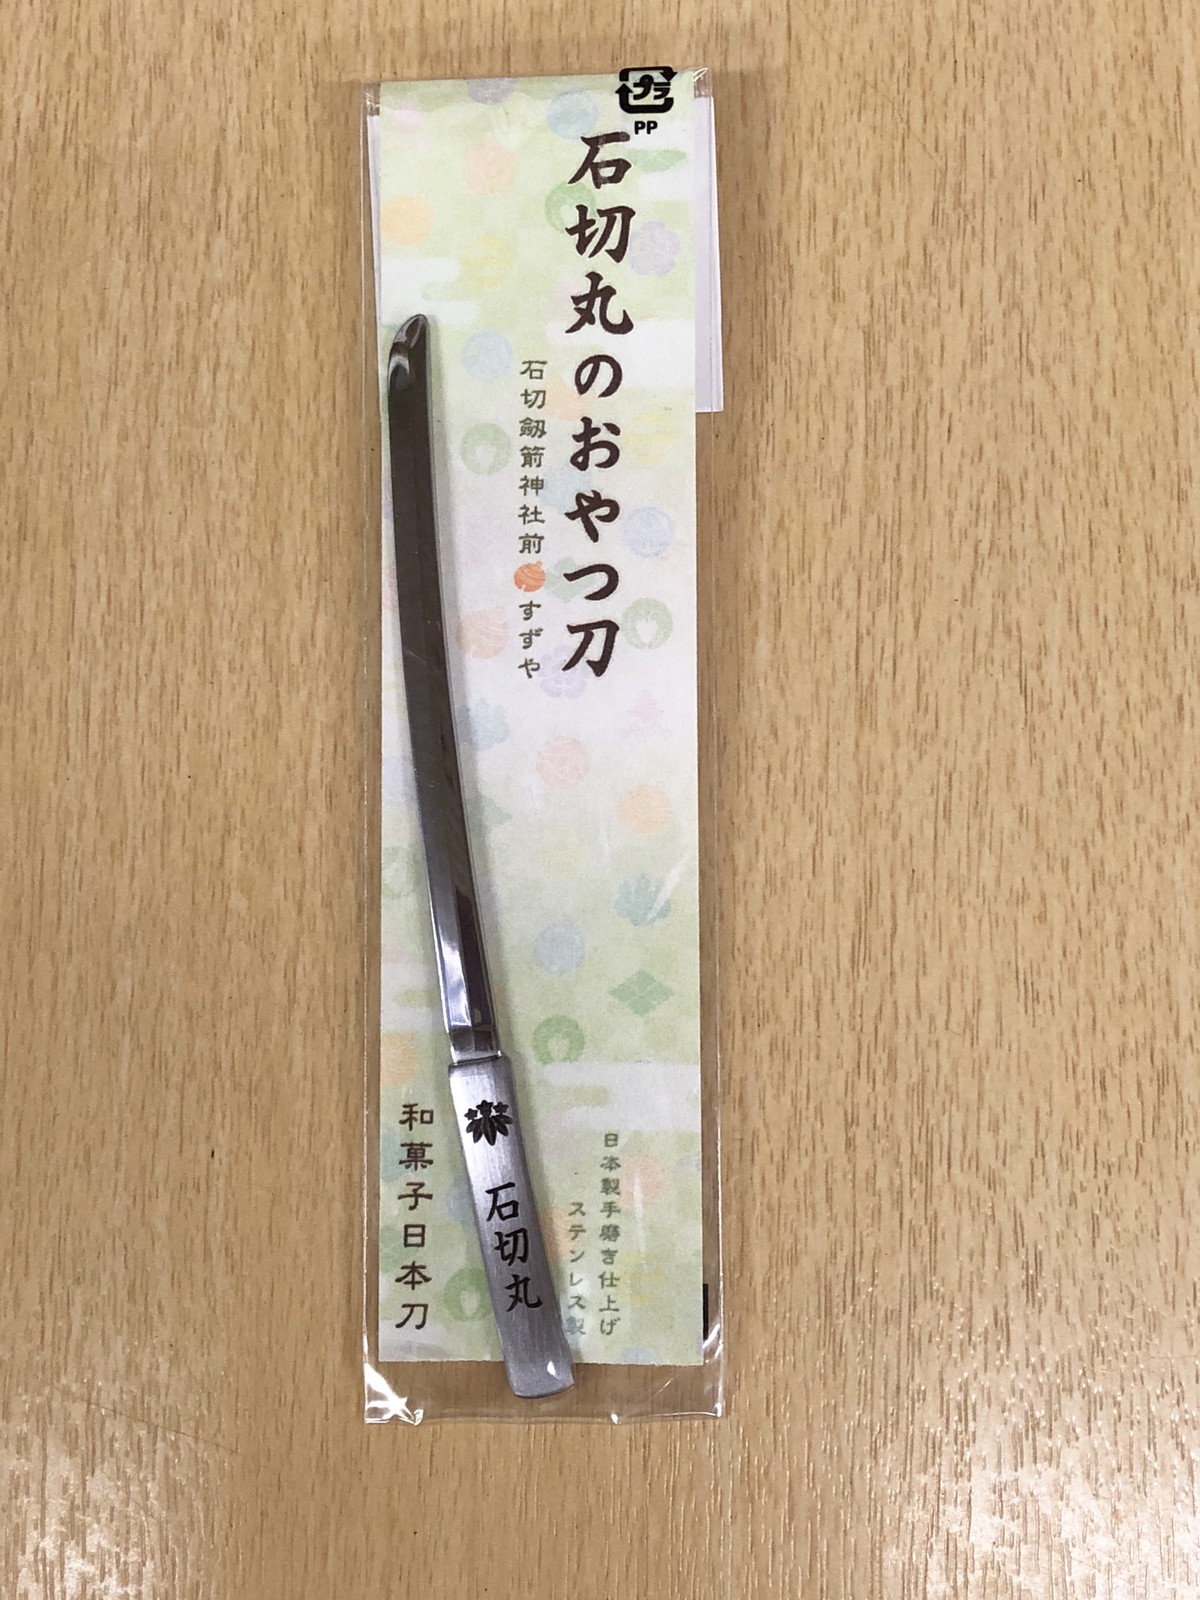 プラ
PP
石切丸のおやつ刀
石切劔箭神社前 すずや
日本製手磨き仕上げ
ステンレス製
石切丸
和菓子日本刀